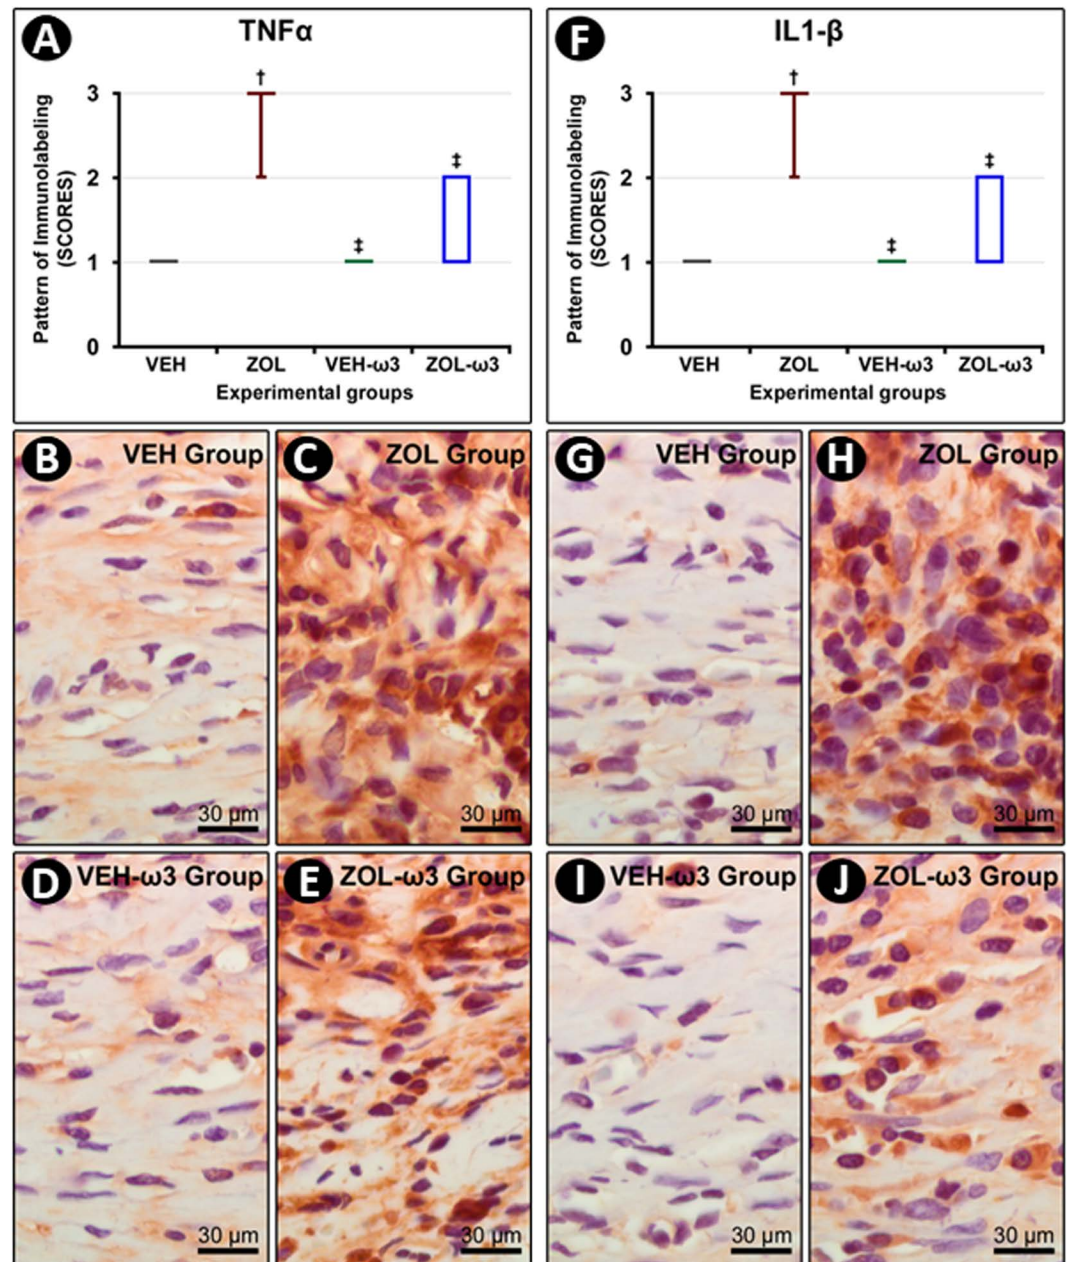 A
TNFα
Pattern of Immunolabeling
(SCORES)
3
2
1
0
†
‡
‡
VEH
ZOL
VEH-ω3
ZOL-ω3
Experimental groups
F
IL1-β
Pattern of Immunolabeling
(SCORES)
3
2
1
0
†
‡
‡
VEH
ZOL
VEH-ω3
ZOL-ω3
Experimental groups
B
VEH Group
30 µm
C
ZOL Group
30 µm
G
VEH Group
30 µm
H
ZOL Group
30 µm
D
VEH-ω3 Group
30 µm
E
ZOL-ω3 Group
30 µm
I
VEH-ω3 Group
30 µm
J
ZOL-ω3 Group
30 µm